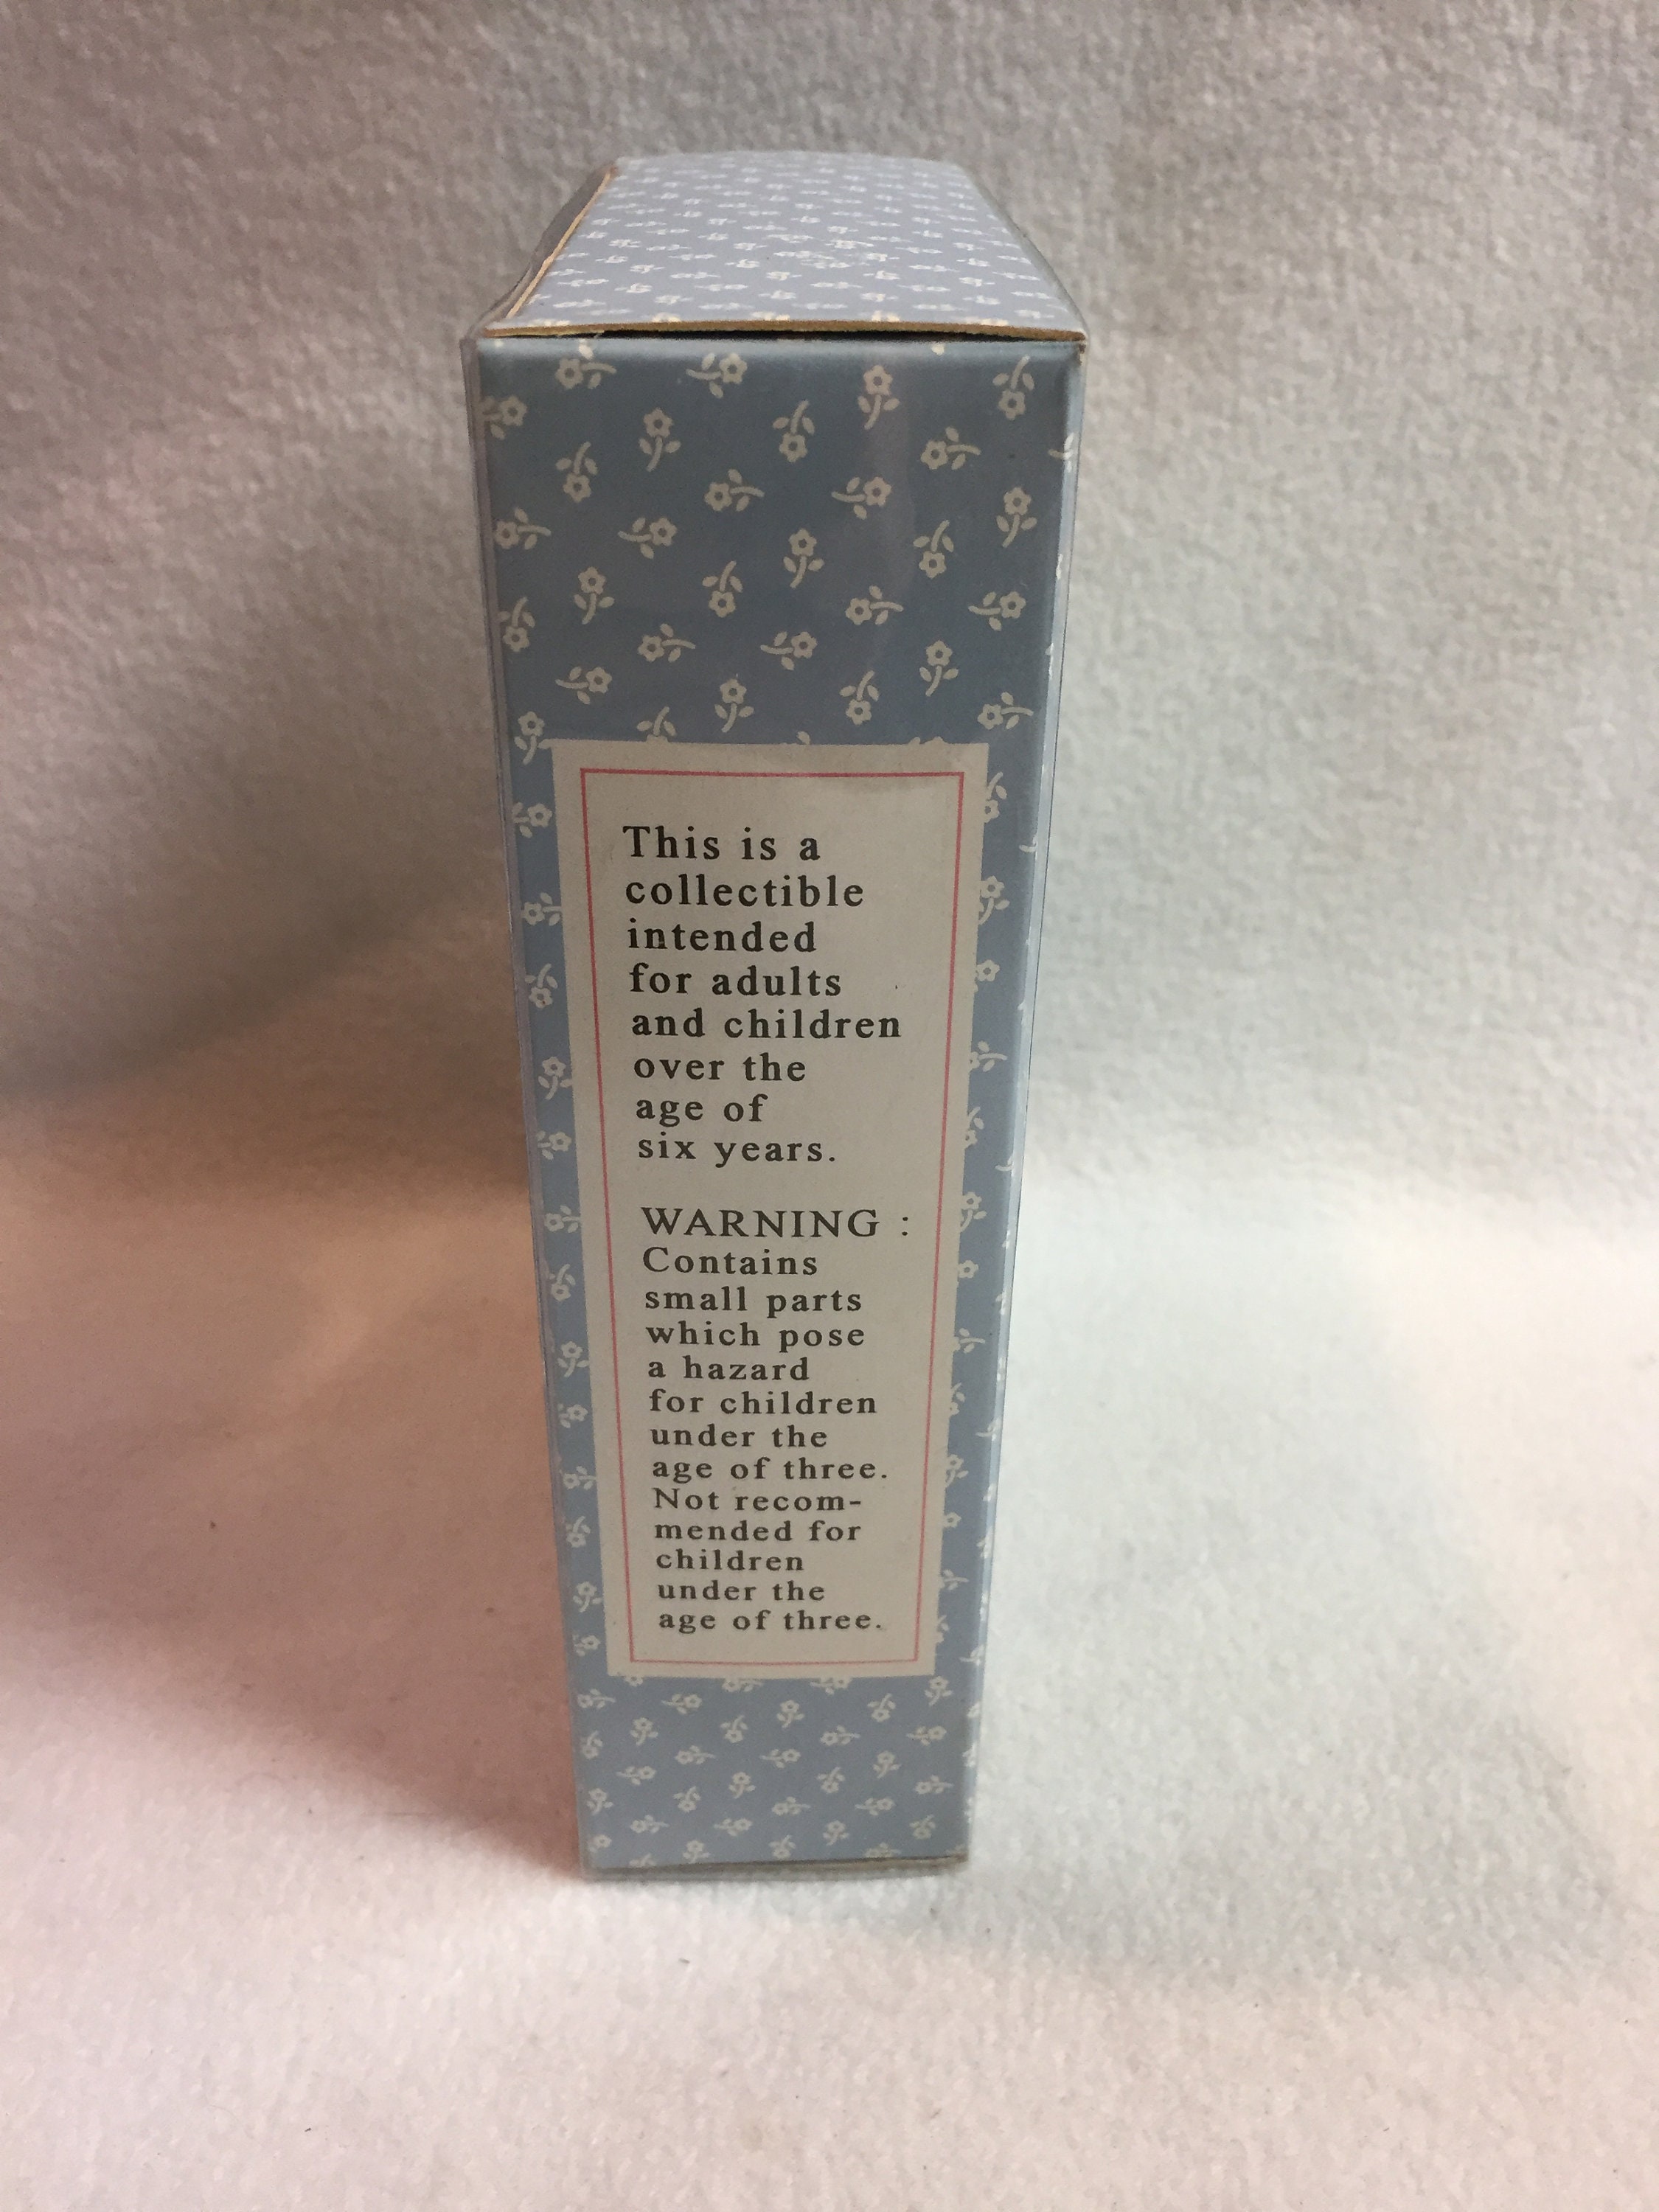 This is a
collectible
intended
for adults
and children
over the
age of
six years.
WARNING :
Contains
small parts
which pose
a hazard
for children
under the
age of three.
Not recom-
mended for
children
under the
age of three.